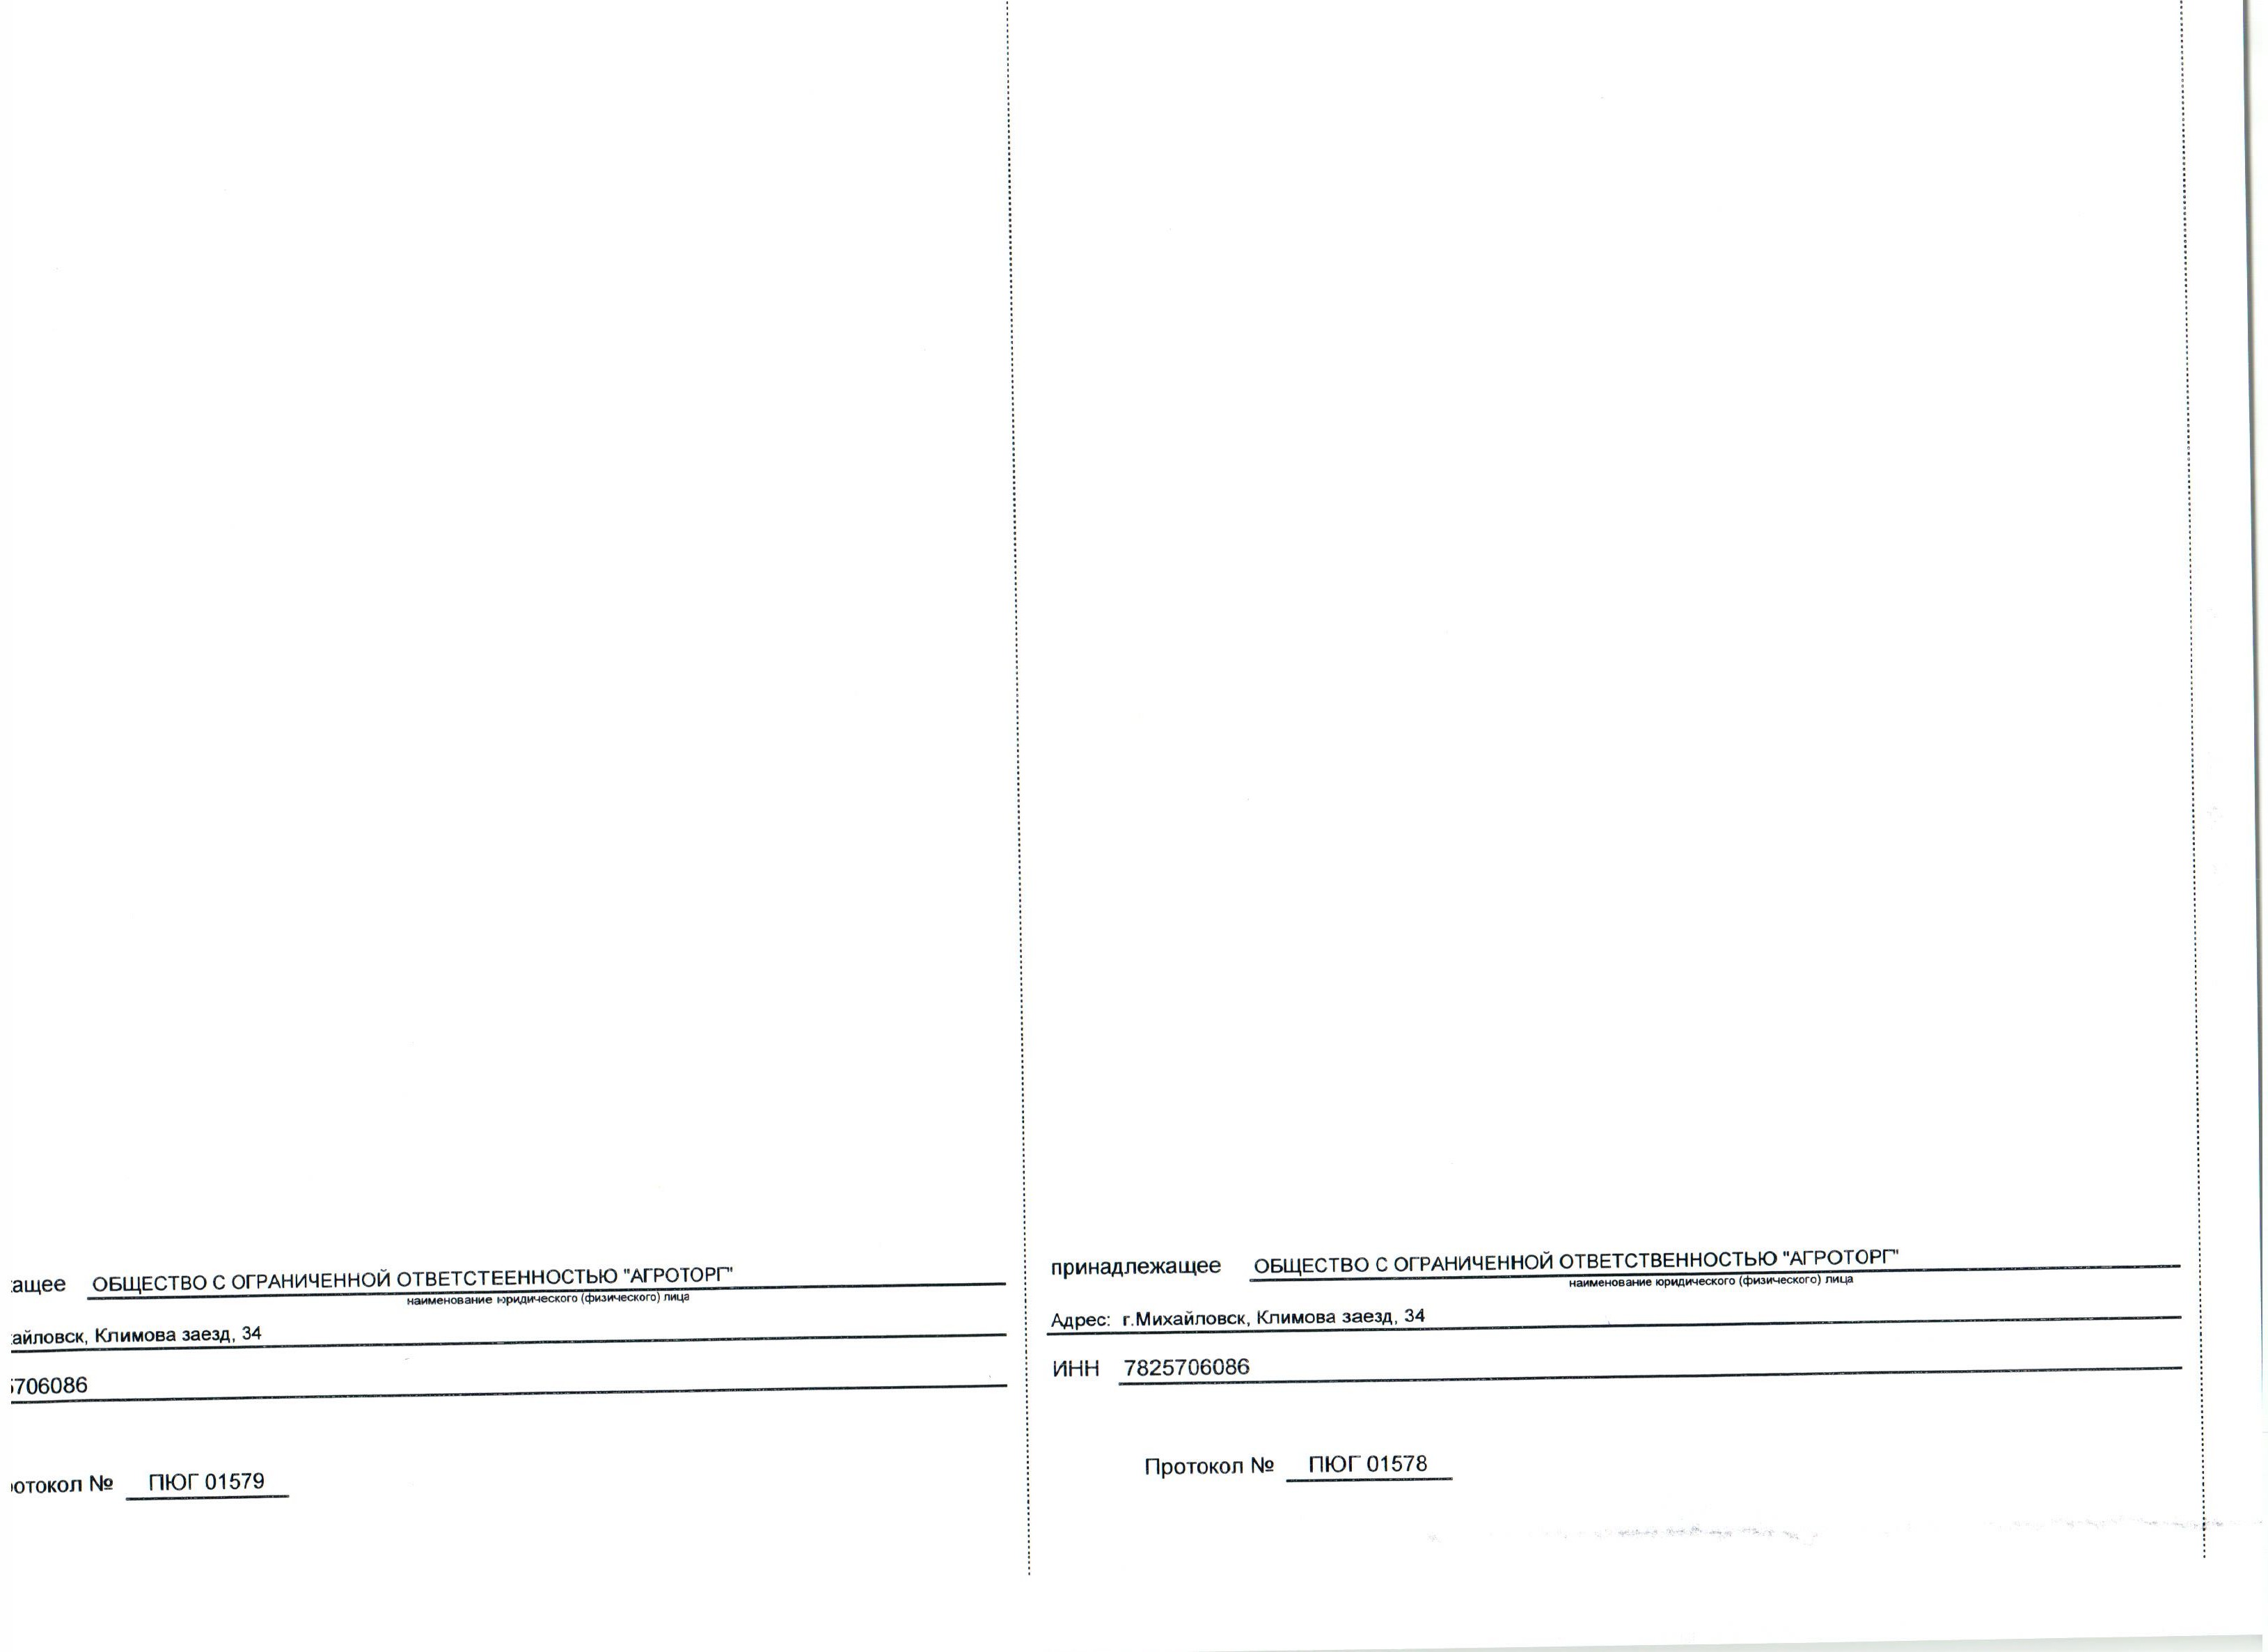 ащее ОБЩЕСТВО С ОГРАНИЧЕННОЙ ОТВЕТСТЕЕННОСТЬЮ "АГРОТОРГ"
наименование юридического (физического) лица
айловск, Климова заезд, 34
706086
отокол № ПЮГ 01579
принадлежащее ОБЩЕСТВО С ОГРАНИЧЕННОЙ ОТВЕТСТВЕННОСТЬЮ "АГРОТОРГ"
наименование юридического (физического) лица
Адрес: г.Михайловск, Климова заезд, 34
ИНН 7825706086
Протокол № ПЮГ 01578